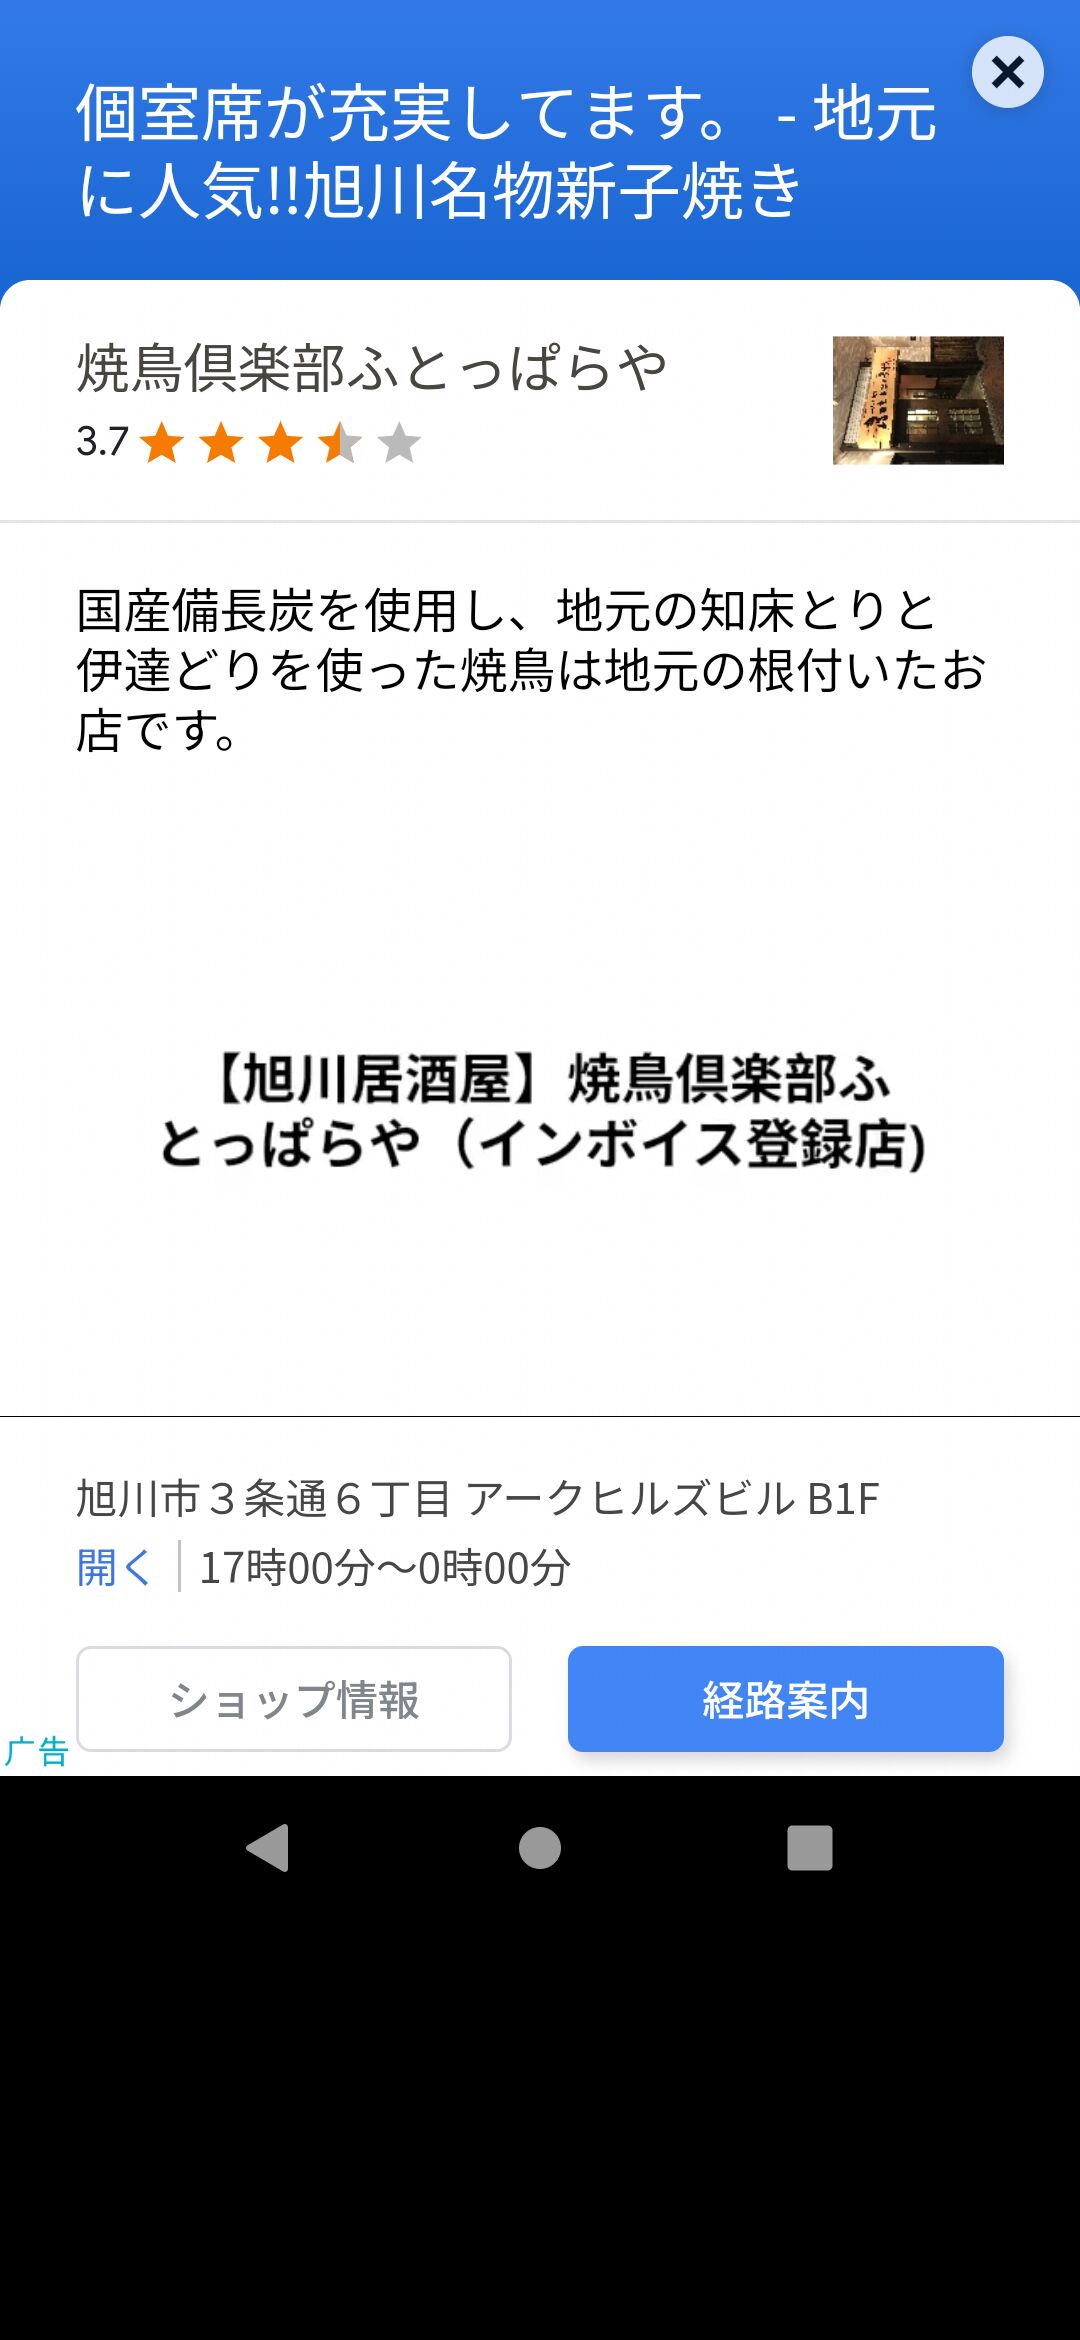 個室席が充実してます。 - 地元
に人気!!旭川名物新子焼き
焼鳥倶楽部ふとっぱらや
3.7
国産備長炭を使用し、地元の知床とりと
伊達どりを使った焼鳥は地元の根付いたお
店です。
【旭川居酒屋】焼鳥倶楽部ふ
とっぱらや（インボイス登録店)
旭川市３条通６丁目 アークヒルズビル B1F
開く 17時00分～0時00分
ショップ情報 経路案内
广告